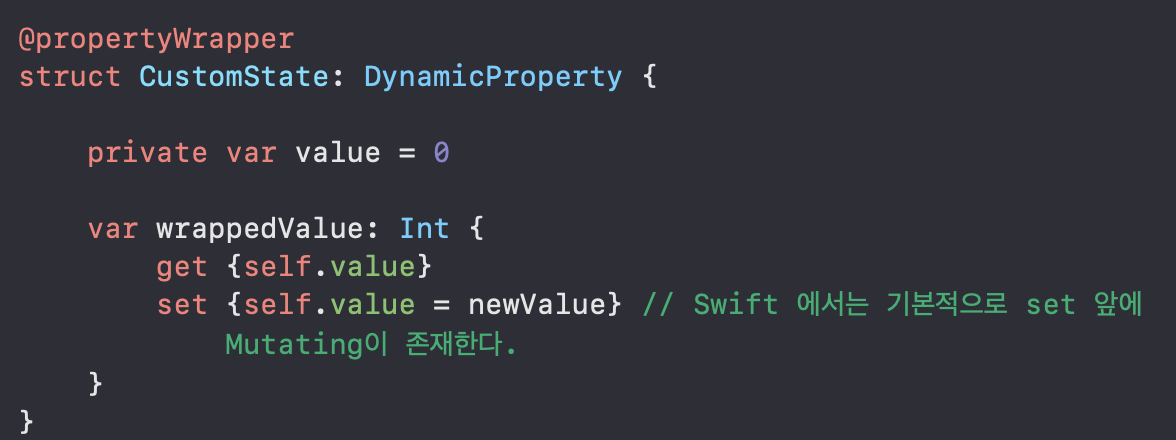 @propertyWrapper
struct CustomState: DynamicProperty {
private var value = 0
var wrappedValue: Int {
get {self.value}
set {self.value = newValue} // Swift 에서는 기본적으로 set 앞에
Mutating이 존재한다.
}
}